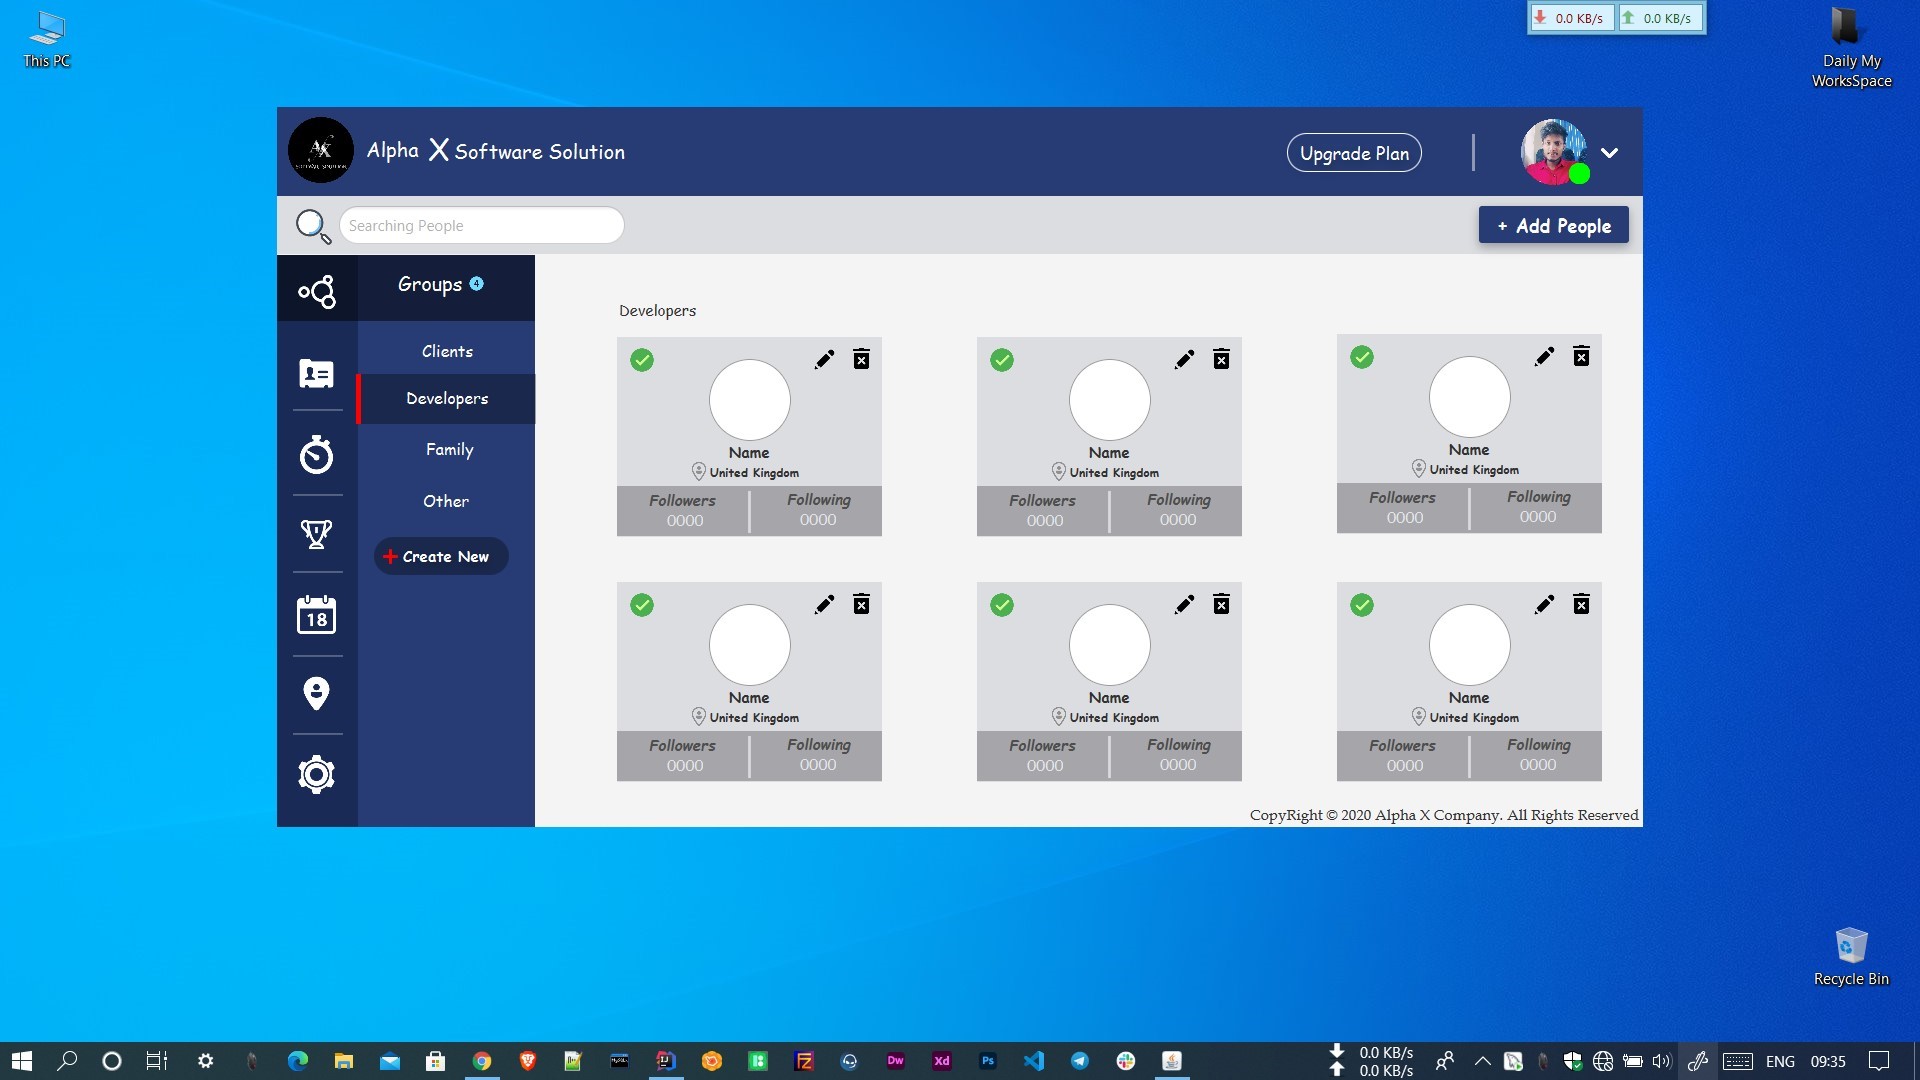 This PC
0.0 KB/s 0.0 KB/s
Daily My
WorksSpace
Alpha X Software Solution
Upgrade Plan
Searching People
+ Add People
Groups 4
Clients
Developers
Family
Other
+ Create New
18
Developers
Name
United Kingdom
Followers Following
0000 0000
Name
United Kingdom
Followers Following
0000 0000
Name
United Kingdom
Followers Following
0000 0000
Name
United Kingdom
Followers Following
0000 0000
Name
United Kingdom
Followers Following
0000 0000
Name
United Kingdom
Followers Following
0000 0000
CopyRight © 2020 Alpha X Company. All Rights Reserved
Recycle Bin
Dw Xd Ps
0.0 KB/s
0.0 KB/s
ENG 09:35